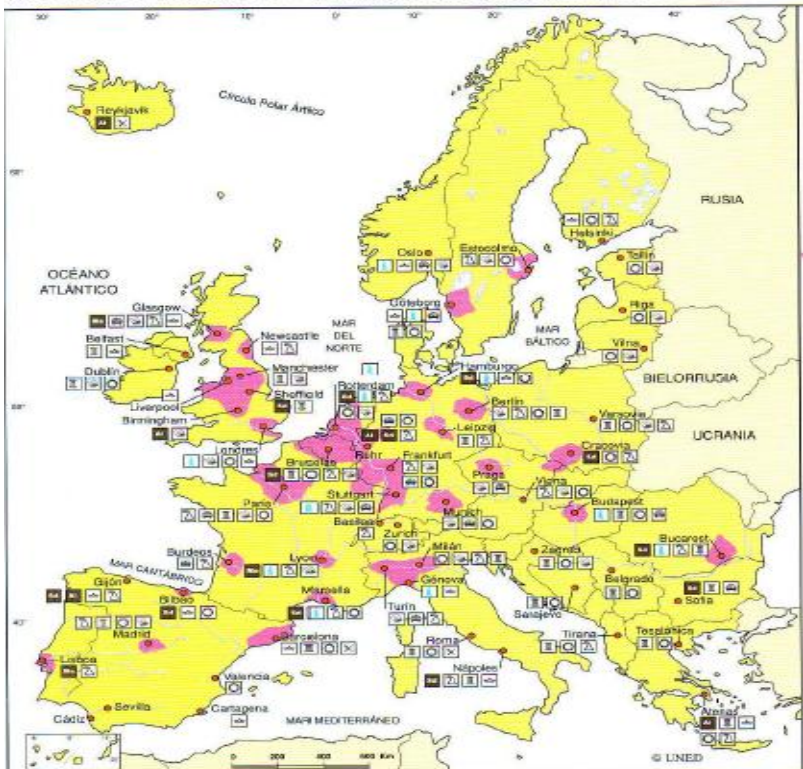 30° 20° 10° 0° 10° 20° 40°
Reykjavik
Círculo Polar Ártico
60°
RUSIA
Helsinki
Oslo
Estocolmo
Tallin
OCÉANO
ATLÁNTICO
Göteborg
Riga
Glasgow
MAR
DEL
NORTE
MAR
BÁLTICO
Belfast
Newcastle
Vilna
Dublín
Manchester
Hamburgo
BIELORRUSIA
Liverpool
Sheffield
Rotterdam
Berlín
Birmingham
Varsovia
Leipzig
UCRANIA
Londres
Cracovia
Ruhr
Bruselas
Frankfurt
Praga
París
Stuttgart
Viena
Budapest
Munich
Basilea
Zurich
Bucarest
Burdeos
Lyon
Milán
Zagreb
MAR CANTÁBRICO
Belgrado
Gijón
Génova
Bilbao
Marsella
Sarajevo
Sofia
Turín
40°
Madrid
Roma
Tirana
Barcelona
Lisboa
Nápoles
Valencia
Sevilla
Cartagena
Atenas
Cádiz
MAR MEDITERRÁNEO
0 200 400 600 Km
© UNED